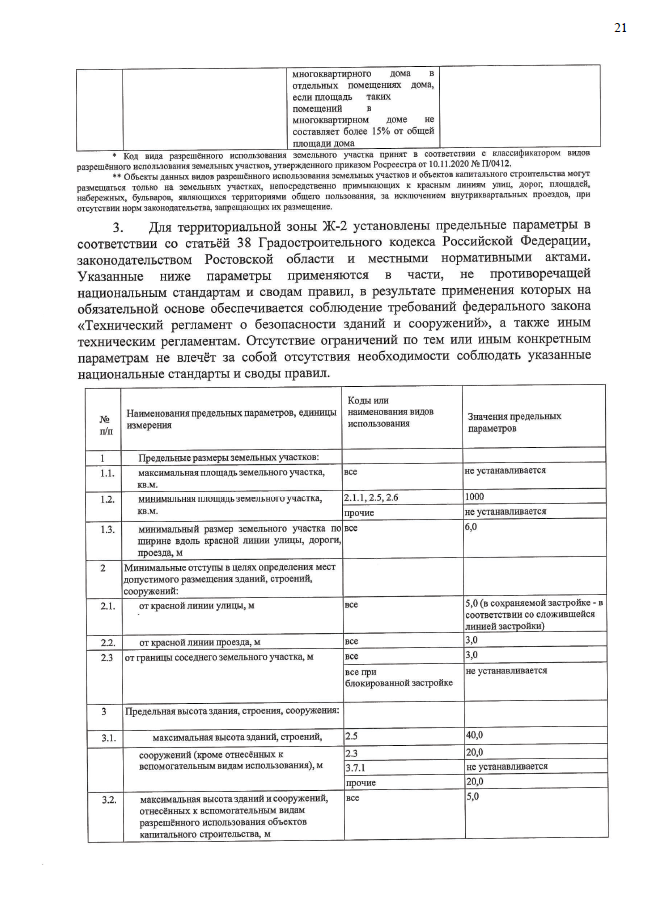 21
многоквартирного дома в
отдельных помещениях дома,
если площадь таких
помещений в
многоквартирном доме не
составляет более 15% от общей
площади дома
* Код вида разрешённого использования земельного участка принят в соответствии с классификатором видов
разрешённого использования земельных участков, утвержденного приказом Росреестра от 10.11.2020 № П/0412.
** Объекты данных видов разрешённого использования земельных участков и объектов капитального строительства могут
размещаться только на земельных участках, непосредственно примыкающих к красным линиям улиц, дорог, площадей,
набережных, бульваров, являющихся территориями общего пользования, за исключением внутриквартальных проездов, при
отсутствии норм законодательства, запрещающих их размещение.
3. Для территориальной зоны Ж-2 установлены предельные параметры в
соответствии со статьёй 38 Градостроительного кодекса Российской Федерации,
законодательством Ростовской области и местными нормативными актами.
Указанные ниже параметры применяются в части, не противоречащей
национальным стандартам и сводам правил, в результате применения которых на
обязательной основе обеспечивается соблюдение требований федерального закона
«Технический регламент о безопасности зданий и сооружений», а также иным
техническим регламентам. Отсутствие ограничений по тем или иным конкретным
параметрам не влечёт за собой отсутствия необходимости соблюдать указанные
национальные стандарты и своды правил.
№
п/п
Наименования предельных параметров, единицы
измерения
Коды или
наименования видов
использования
Значения предельных
параметров
1 Предельные размеры земельных участков:
1.1. максимальная площадь земельного участка, все не устанавливается
кв.м.
1.2. минимальная площадь земельного участка, 2.1.1, 2.5, 2.6 1000
кв.м. прочие не устанавливается
1.3. минимальный размер земельного участка по все 6,0
ширине вдоль красной линии улицы, дороги,
проезда, м
2 Минимальные отступы в целях определения мест
допустимого размещения зданий, строений,
сооружений:
2.1. от красной линии улицы, м все 5,0 (в сохраняемой застройке - в
соответствии со сложившейся
линией застройки)
2.2. от красной линии проезда, м все 3,0
2.3 от границы соседнего земельного участка, м все 3,0
все при не устанавливается
блокированной застройке
3 Предельная высота здания, строения, сооружения:
3.1. максимальная высота зданий, строений, 2.5 40,0
сооружений (кроме отнесённых к 2.3 20,0
вспомогательным видам использования), м 3.7.1 не устанавливается
прочие 20,0
3.2. максимальная высота зданий и сооружений, все 5,0
отнесённых к вспомогательным видам
разрешённого использования объектов
капитального строительства, м